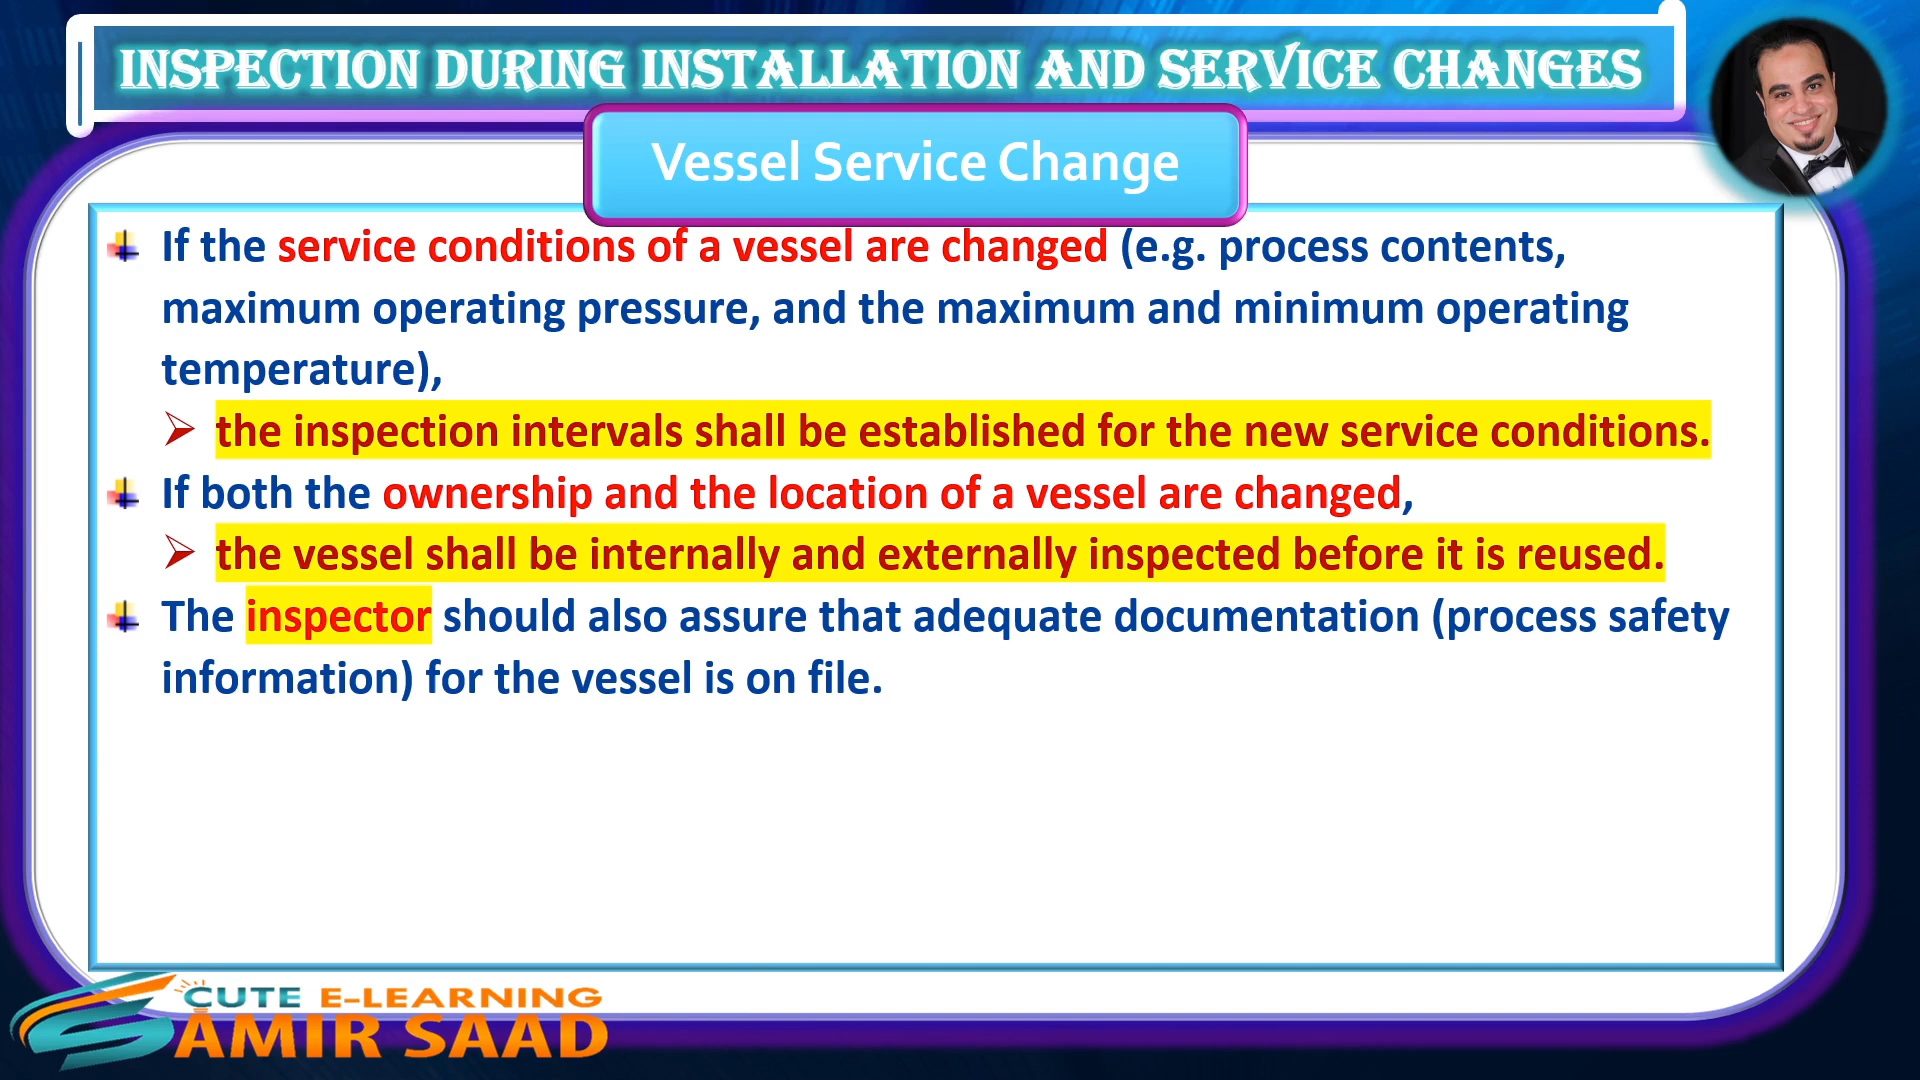 INSPECTION DURING INSTALLATION AND SERVICE CHANGES
Vessel Service Change
If the service conditions of a vessel are changed (e.g. process contents,
maximum operating pressure, and the maximum and minimum operating
temperature),
the inspection intervals shall be established for the new service conditions.
If both the ownership and the location of a vessel are changed,
the vessel shall be internally and externally inspected before it is reused.
The inspector should also assure that adequate documentation (process safety
information) for the vessel is on file.
CUTE E-LEARNING
AMIR SAAD